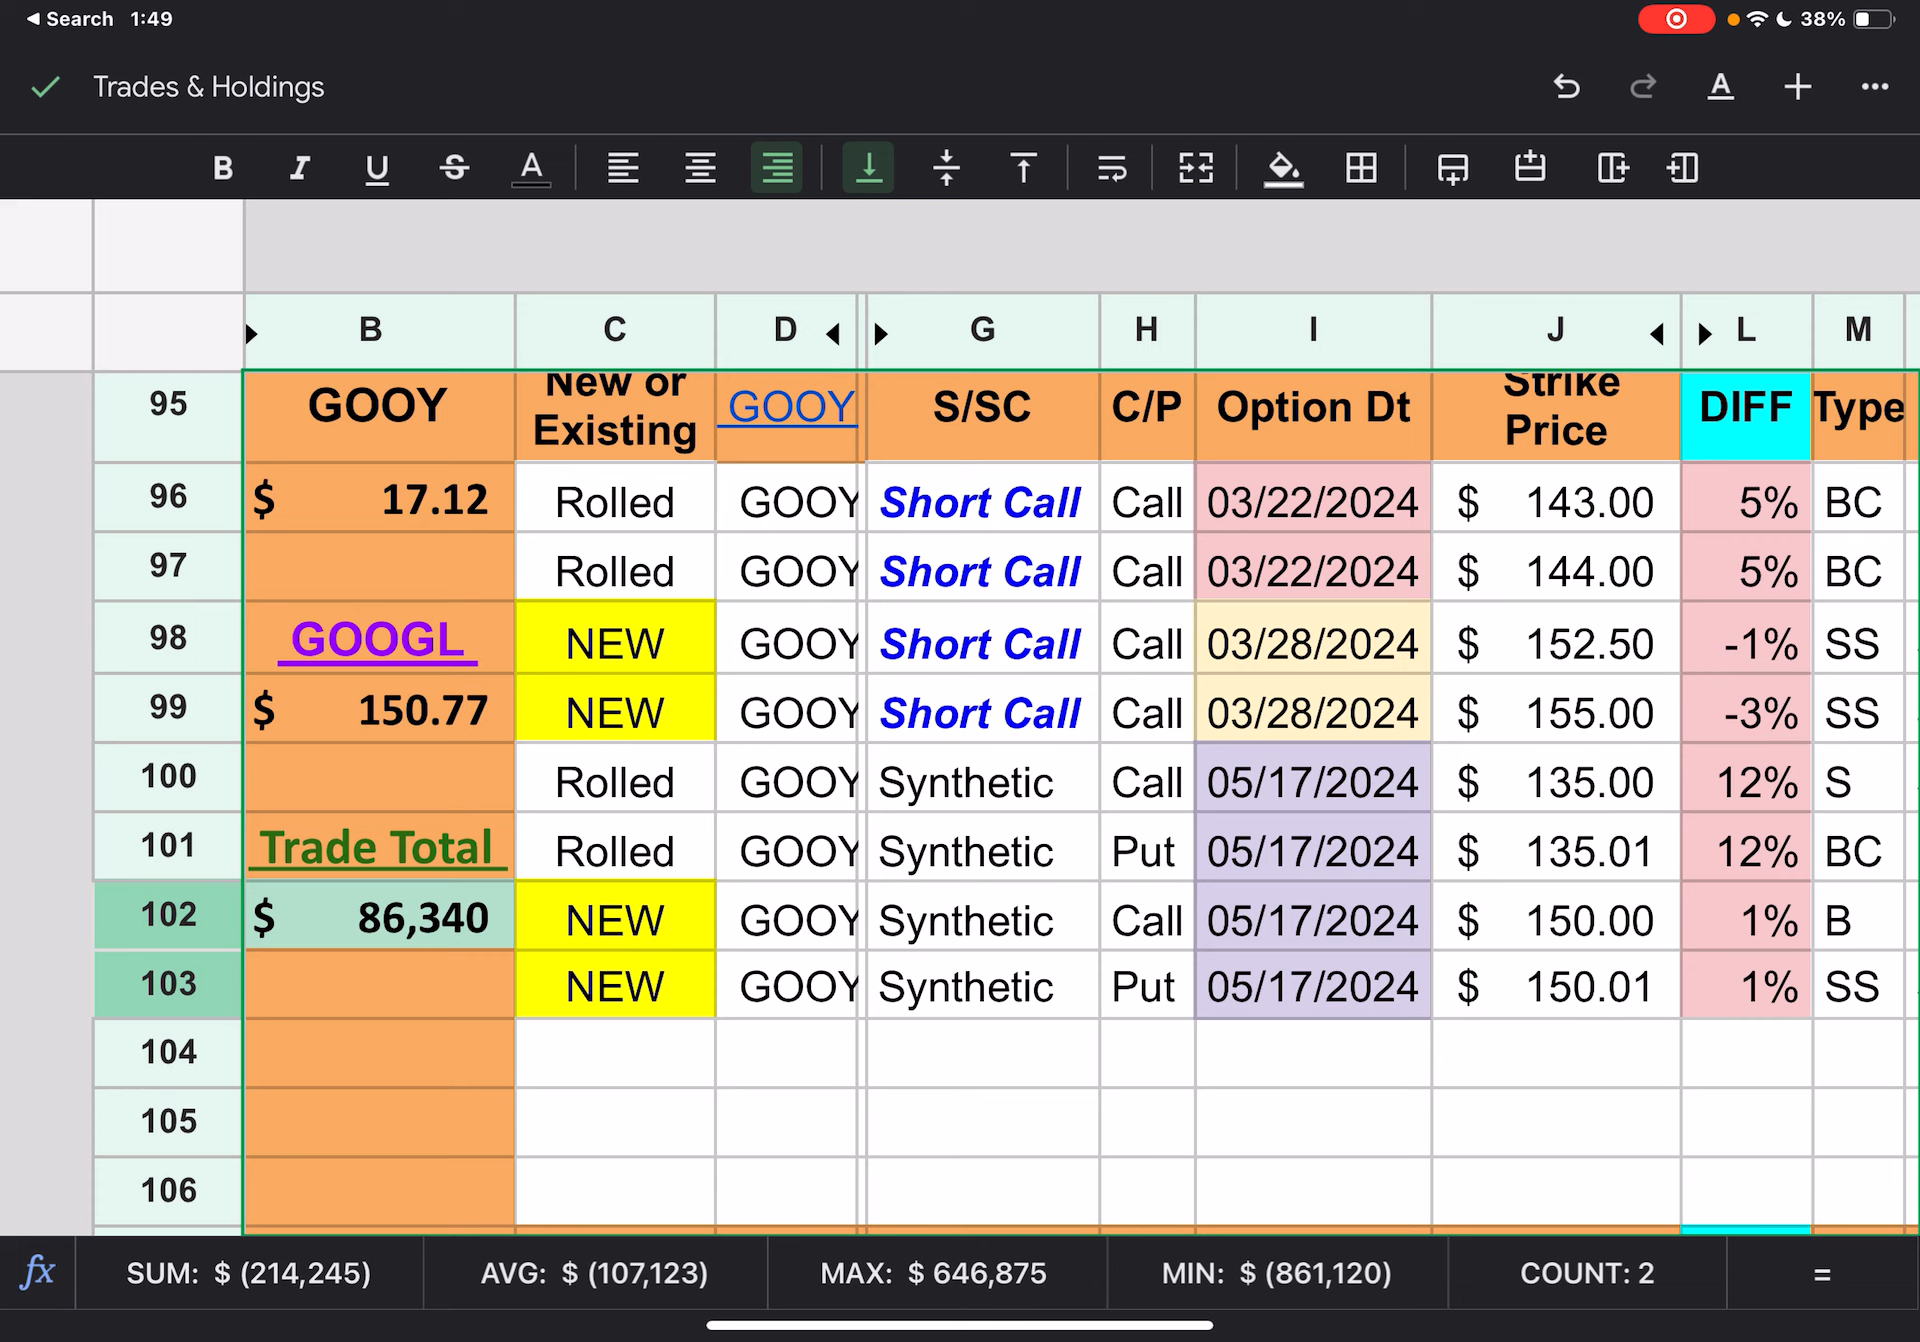 Search 1:49
38%
Trades & Holdings
B I U S A
B C D G H I J L M
95 GOOY New or Existing GOOY S/SC C/P Option Dt Strike Price DIFF Type
96 $ 17.12 Rolled GOOY Short Call Call 03/22/2024 $ 143.00 5% BC
97 Rolled GOOY Short Call Call 03/22/2024 $ 144.00 5% BC
98 GOOGL NEW GOOY Short Call Call 03/28/2024 $ 152.50 -1% SS
99 $ 150.77 NEW GOOY Short Call Call 03/28/2024 $ 155.00 -3% SS
100 Rolled GOOY Synthetic Call 05/17/2024 $ 135.00 12% S
101 Trade Total Rolled GOOY Synthetic Put 05/17/2024 $ 135.01 12% BC
102 $ 86,340 NEW GOOY Synthetic Call 05/17/2024 $ 150.00 1% B
103 NEW GOOY Synthetic Put 05/17/2024 $ 150.01 1% SS
104
105
106
fx SUM: $ (214,245) AVG: $ (107,123) MAX: $ 646,875 MIN: $ (861,120) COUNT: 2 =